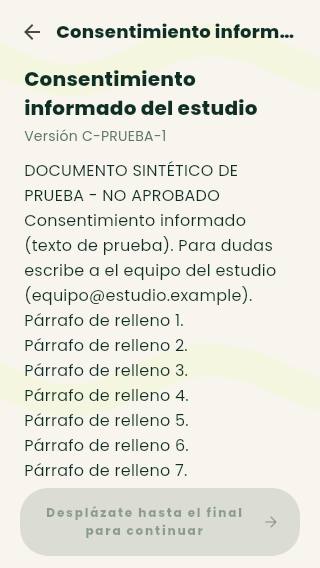 Consentimiento inform...
Consentimiento
informado del estudio
Versión C-PRUEBA-1
DOCUMENTO SINTÉTICO DE
PRUEBA - NO APROBADO
Consentimiento informado
(texto de prueba). Para dudas
escribe a el equipo del estudio
(equipo@estudio.example).
Párrafo de relleno 1.
Párrafo de relleno 2.
Párrafo de relleno 3.
Párrafo de relleno 4.
Párrafo de relleno 5.
Párrafo de relleno 6.
Párrafo de relleno 7.
Desplázate hasta el final
para continuar